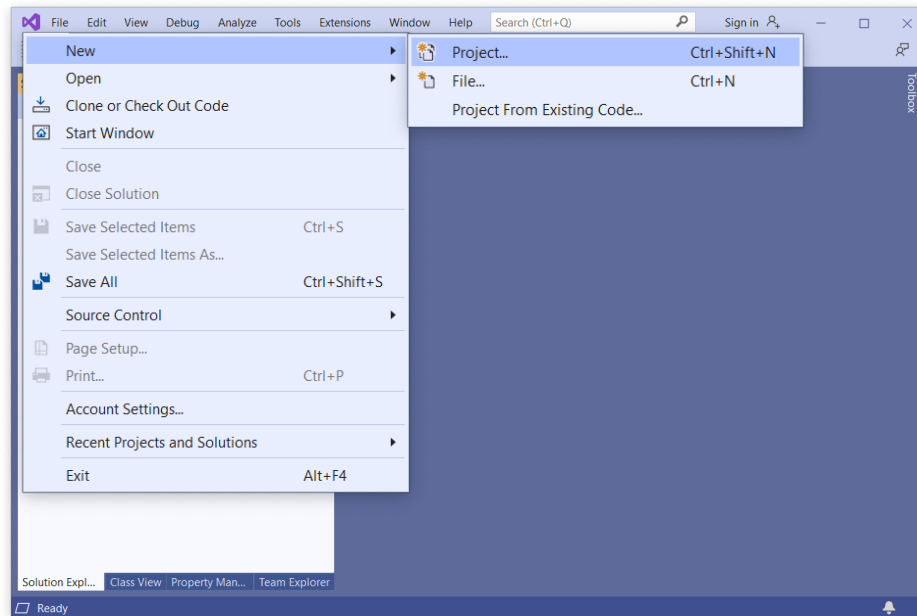 File Edit View Debug Analyze Tools Extensions Window Help Search (Ctrl+Q) Sign in
New
Project... Ctrl+Shift+N
Open
File... Ctrl+N
Clone or Check Out Code
Project From Existing Code...
Start Window
Close
Close Solution
Save Selected Items Ctrl+S
Save Selected Items As...
Save All Ctrl+Shift+S
Source Control
Page Setup...
Print... Ctrl+P
Account Settings...
Recent Projects and Solutions
Exit Alt+F4
Toolbox
Solution Expl... Class View Property Man... Team Explorer
Ready